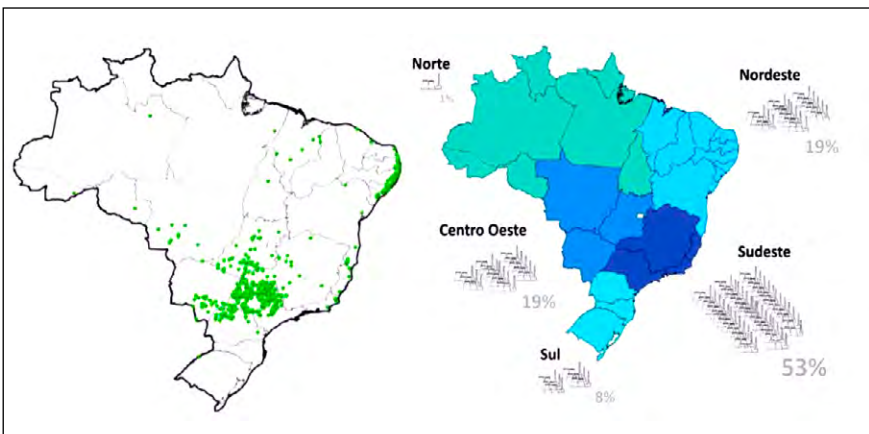 Norte
1%
Nordeste
19%
Centro Oeste
19%
Sudeste
53%
Sul
8%